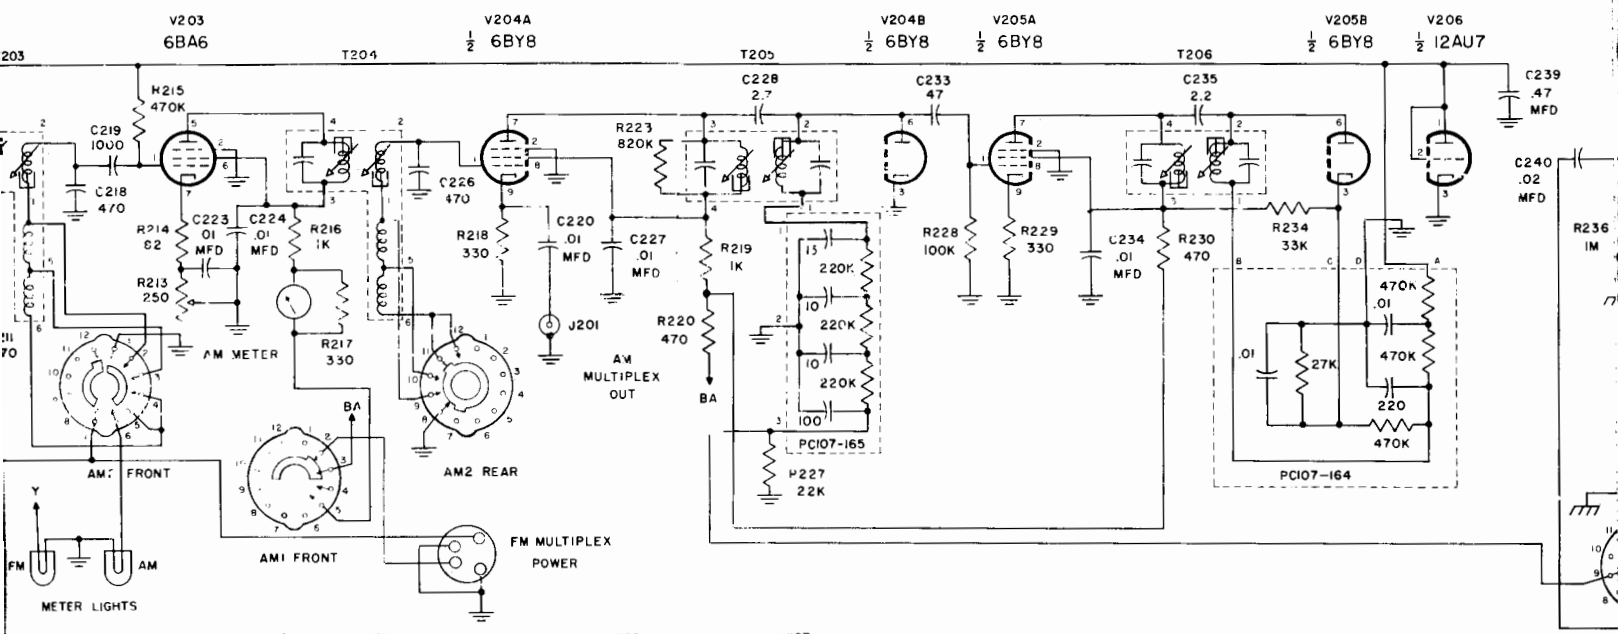 V203
6BA6
V204A
½ 6BY8
V204B
½ 6BY8
V205A
½ 6BY8
V205B
½ 6BY8
V206
½ 12AU7
203
T204
T205
T206
R215
470K
C219
1000
C218
470
R214
82
R213
250
C223
.01
MFD
C224
.01
MFD
R216
1K
R217
330
AM METER
C226
470
R218
330
C220
.01
MFD
J201
C227
.01
MFD
AM
MULTIPLEX
OUT
R223
820K
C228
2.7
R219
1K
R220
470
BA
15
220K
10
220K
10
220K
100
PC107-165
R227
22K
C233
47
R228
100K
R229
330
C234
.01
MFD
C235
2.2
R230
470
R234
33K
B
C
D
A
470K
.01
470K
.01
27K
220
470K
PC107-164
C239
.47
MFD
C240
.02
MFD
R236
1M
AM2 FRONT
BA
AM1 FRONT
AM2 REAR
FM MULTIPLEX
POWER
Y
FM
AM
METER LIGHTS